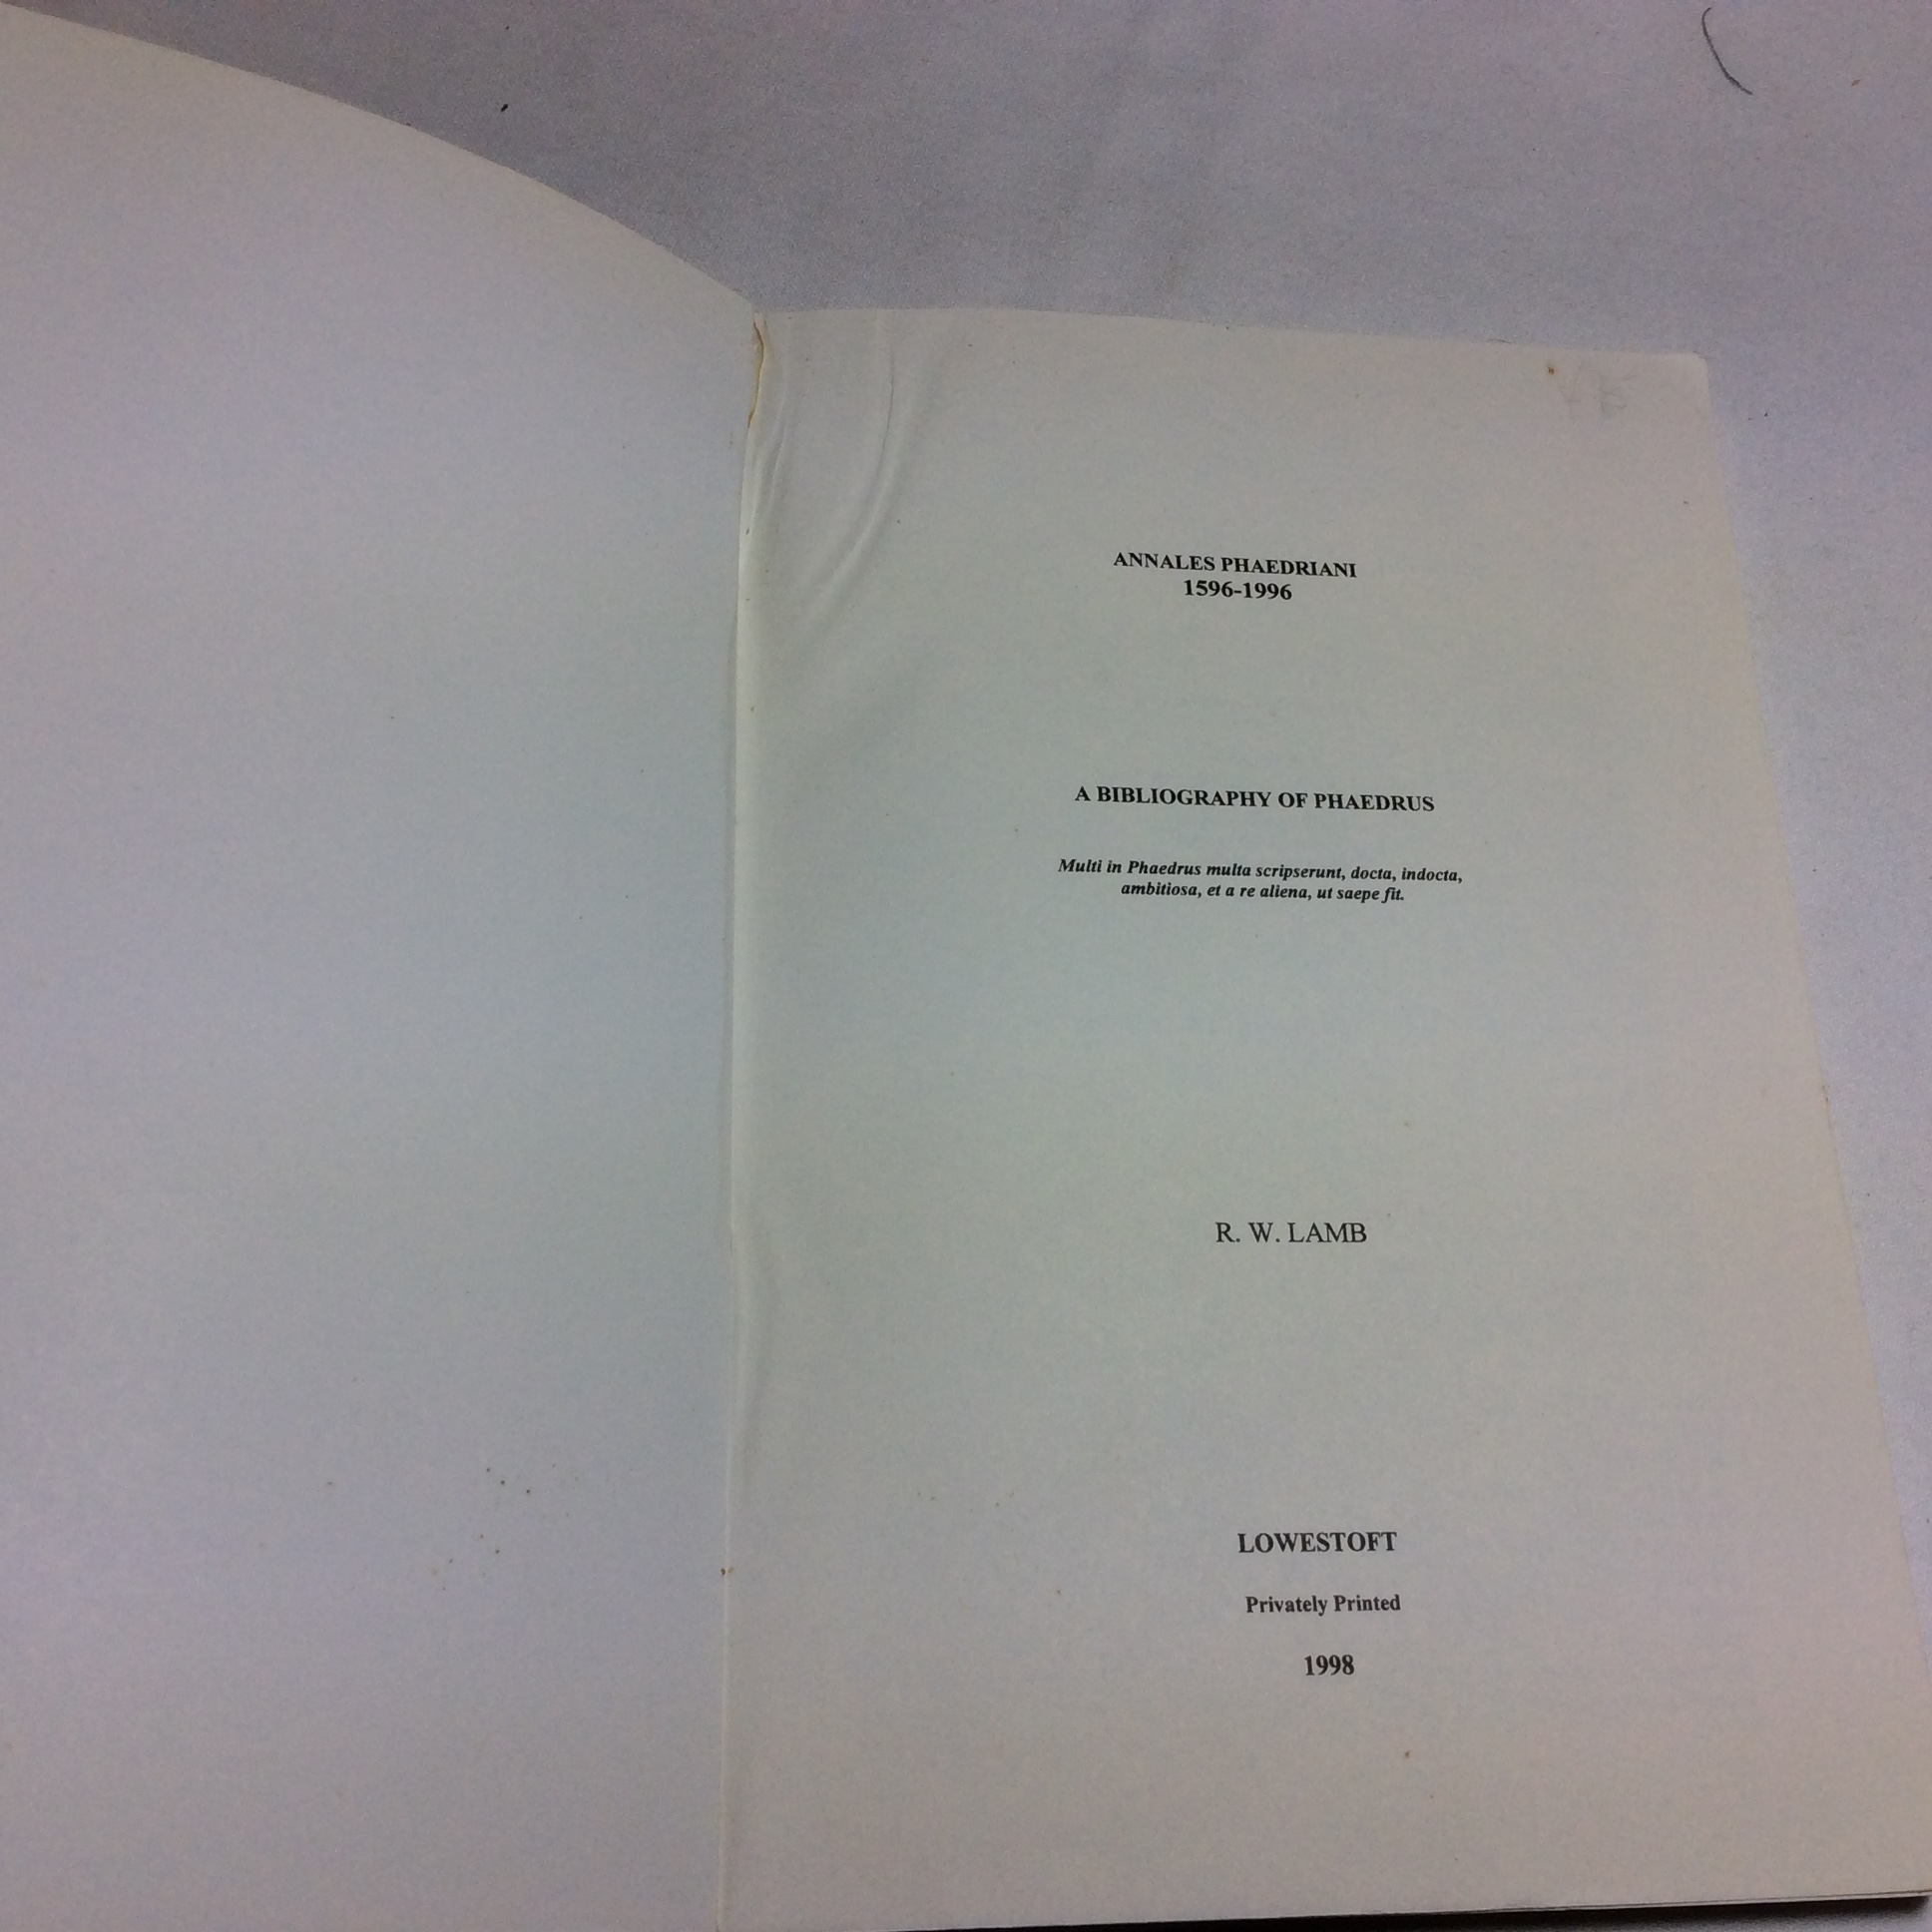 ANNALES PHAEDRIANI
1596-1996
A BIBLIOGRAPHY OF PHAEDRUS
Multi in Phaedrus multa scripserunt, docta, indocta,
ambitiosa, et a re aliena, ut saepe fit.
R. W. LAMB
LOWESTOFT
Privately Printed
1998